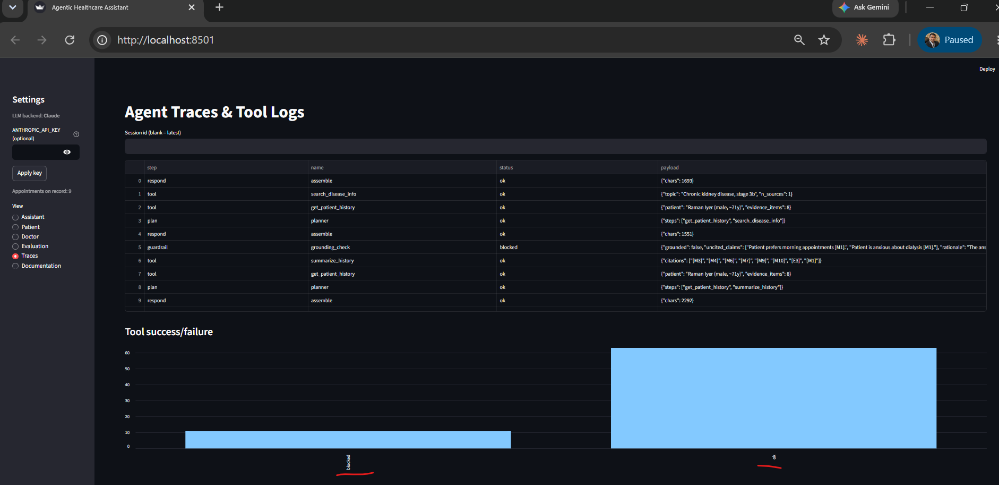 Agentic Healthcare Assistant
Ask Gemini
http://localhost:8501
Paused
Deploy
Settings
LLM backend: Claude
ANTHROPIC_API_KEY
(optional)
Apply key
Appointments on record: 9
View
Assistant
Patient
Doctor
Evaluation
Traces
Documentation
Agent Traces & Tool Logs
Session id (blank = latest)
step name status payload
0 respond assemble ok {"chars": 1693}
1 tool search_disease_info ok {"topic": "Chronic kidney disease, stage 3b", "n_sources": 1}
2 tool get_patient_history ok {"patient": "Raman Iyer (male, ~71y)", "evidence_items": 8}
3 plan planner ok {"steps": ["get_patient_history", "search_disease_info"]}
4 respond assemble ok {"chars": 1551}
5 guardrail grounding_check blocked {"grounded": false, "uncited_claims": ["Patient prefers morning appointments [M1].", "Patient is anxious about dialysis [M1]."], "rationale": "The ans
6 tool summarize_history ok {"citations": ["[M3]", "[M4]", "[M6]", "[M7]", "[M9]", "[M10]", "[E3]", "[M1]"]}
7 tool get_patient_history ok {"patient": "Raman Iyer (male, ~71y)", "evidence_items": 8}
8 plan planner ok {"steps": ["get_patient_history", "summarize_history"]}
9 respond assemble ok {"chars": 2292}
Tool success/failure
60
50
40
30
20
10
0
blocked
ok